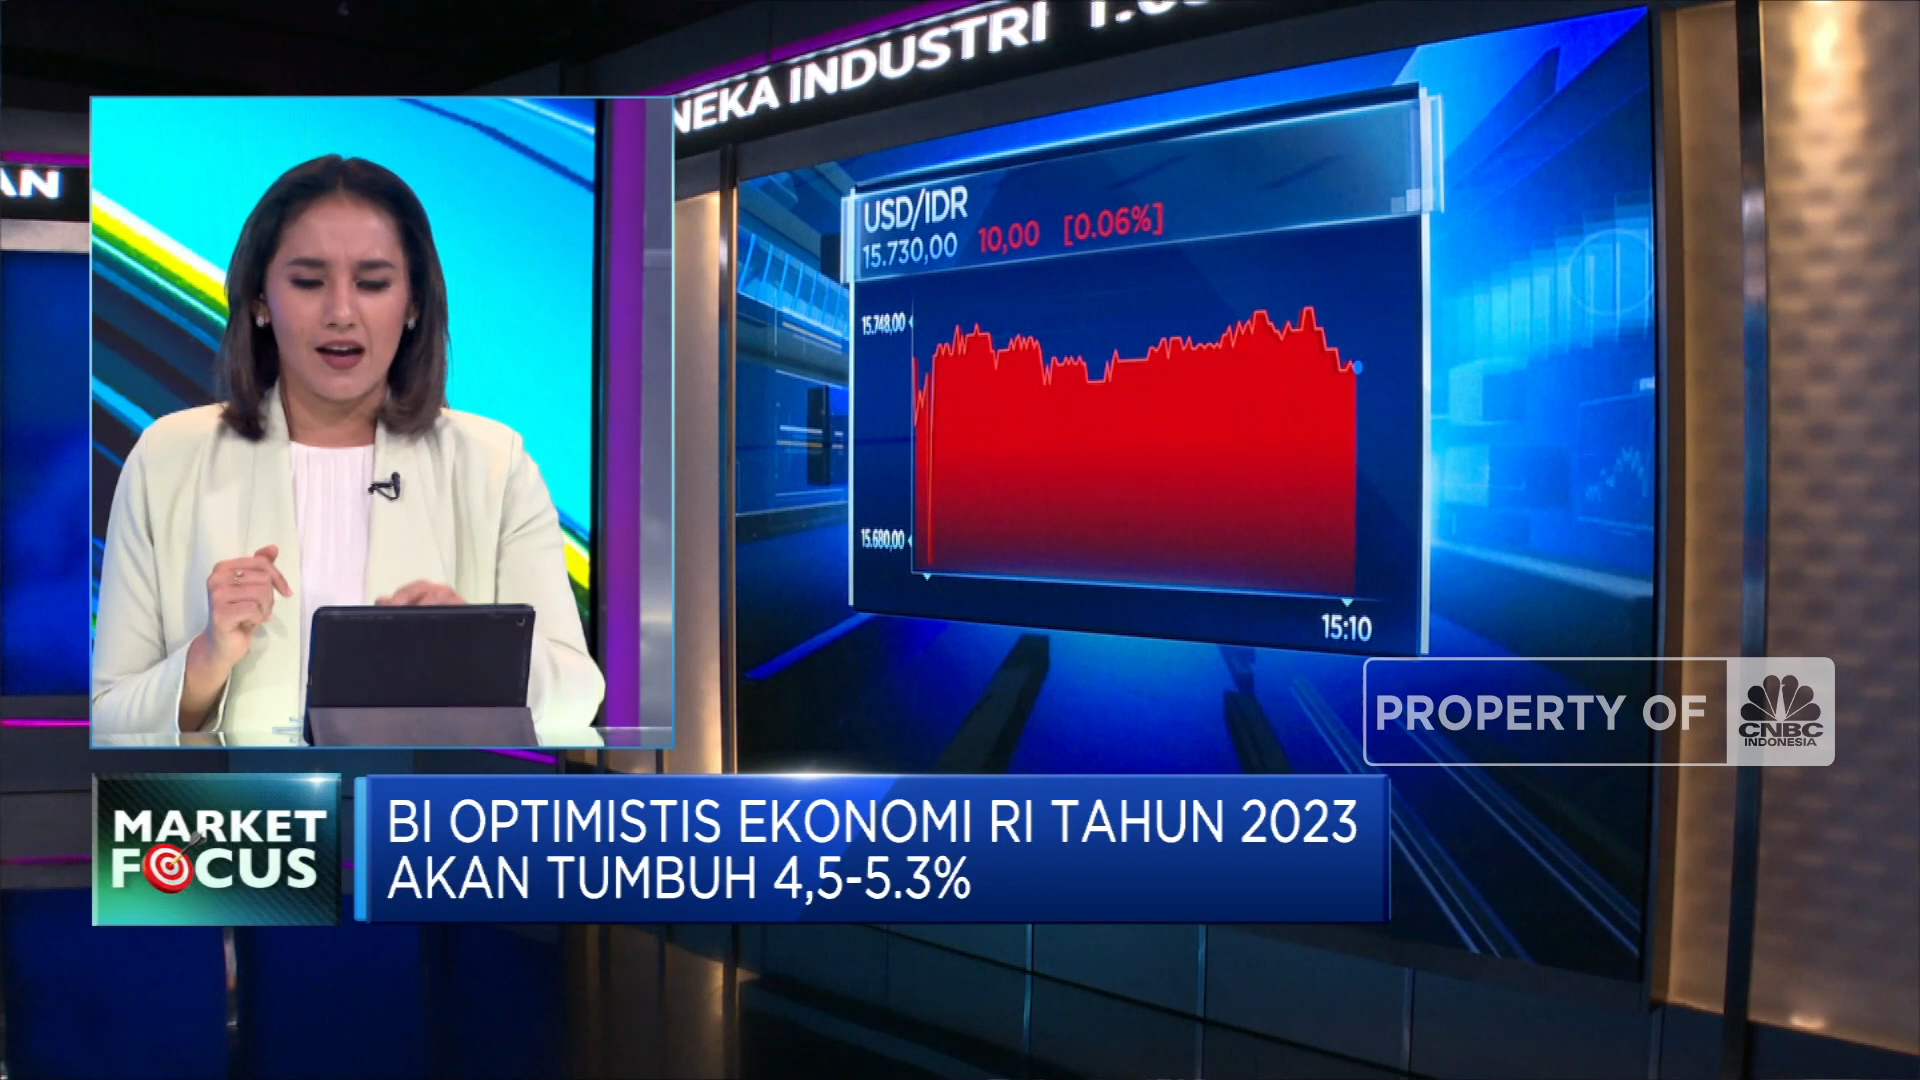 NEKA INDUSTRI
AN
USD/IDR
15.730,00 10,00 [0.06%]
15.748,00
15.680,00
15:10
PROPERTY OF
CNBC
INDONESIA
MARKET
FOCUS
BI OPTIMISTIS EKONOMI RI TAHUN 2023
AKAN TUMBUH 4,5-5.3%